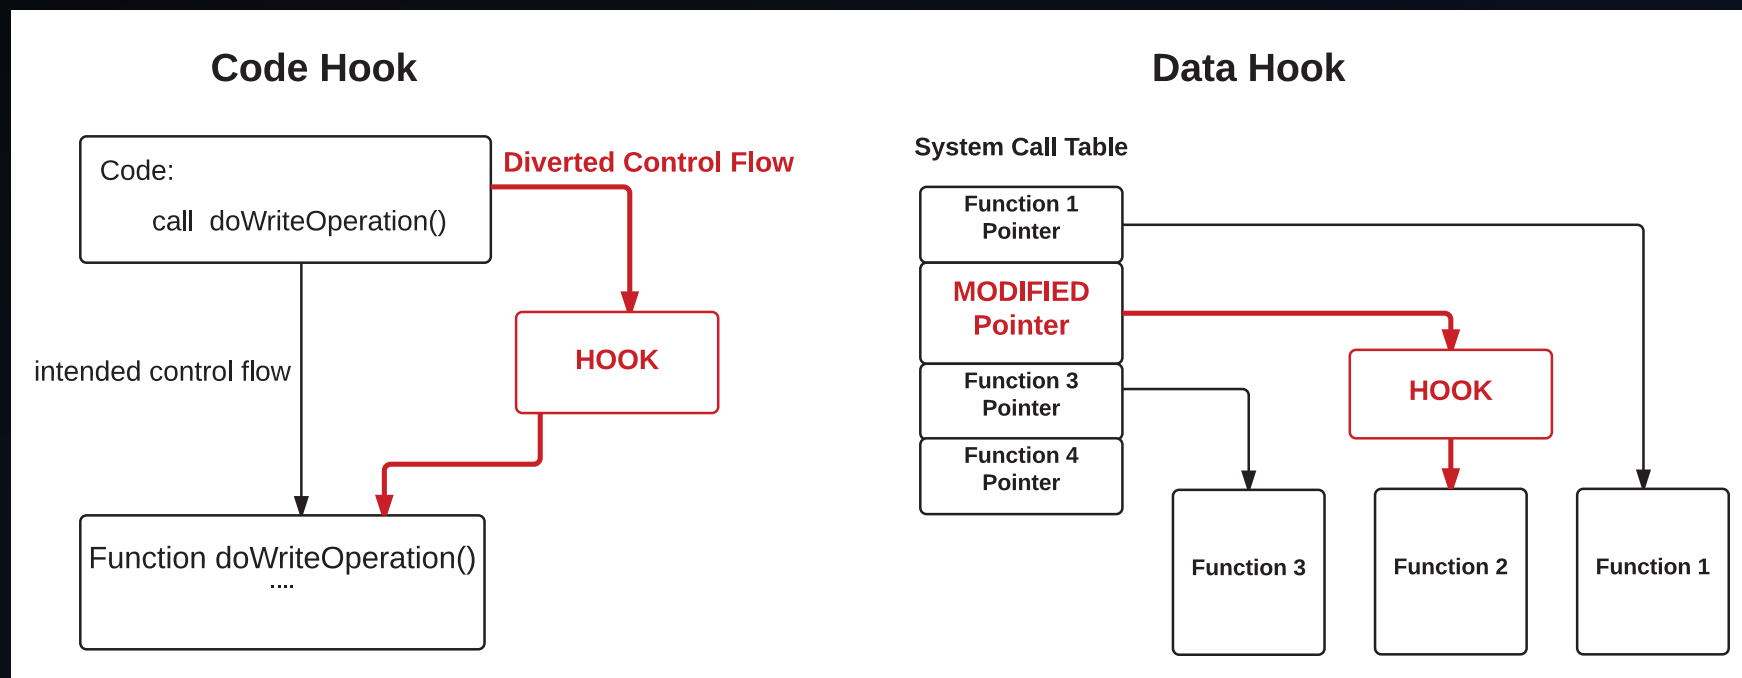 Code Hook
Code:
call doWriteOperation()
Diverted Control Flow
HOOK
intended control flow
Function doWriteOperation()
....
Data Hook
System Call Table
Function 1
Pointer
MODIFIED
Pointer
Function 3
Pointer
Function 4
Pointer
HOOK
Function 3
Function 2
Function 1